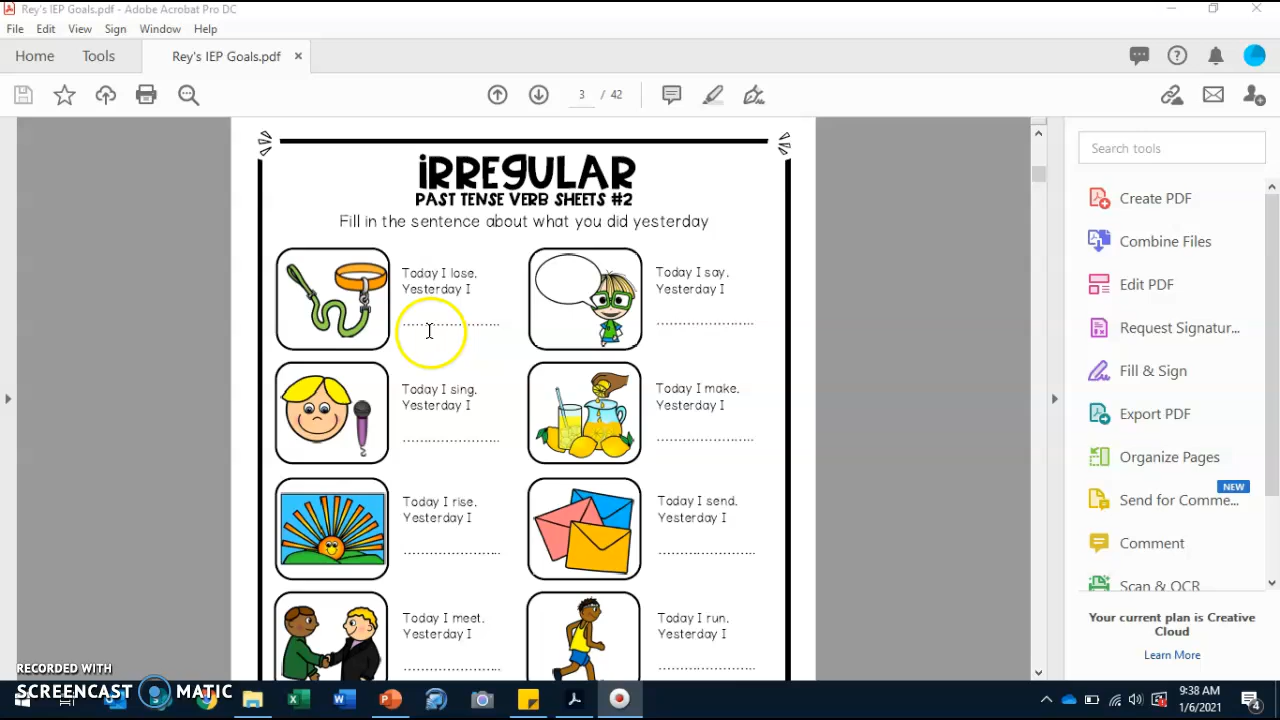 Rey's IEP Goals.pdf - Adobe Acrobat Pro DC
File Edit View Sign Window Help
Home Tools Rey's IEP Goals.pdf ×
3 / 42
IRREGULAR
PAST TENSE VERB SHEETS #2
Fill in the sentence about what you did yesterday
Today I lose.
Yesterday I
Today I say.
Yesterday I
Today I sing.
Yesterday I
Today I make.
Yesterday I
Today I rise.
Yesterday I
Today I send.
Yesterday I
Today I meet.
Yesterday I
Today I run.
Yesterday I
Search tools
Create PDF
Combine Files
Edit PDF
Request Signatur...
Fill & Sign
Export PDF
Organize Pages
NEW
Send for Comme...
Comment
Scan & OCR
Your current plan is Creative
Cloud
Learn More
RECORDED WITH
SCREENCAST MATIC
9:38 AM
1/6/2021
4